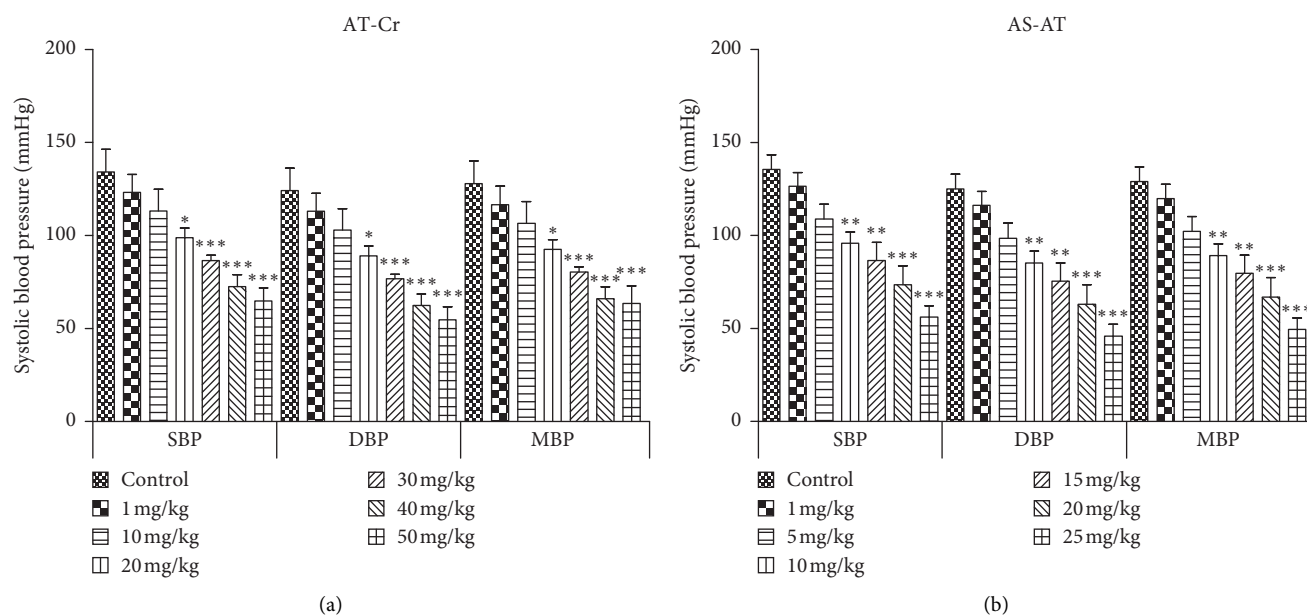 AT-Cr
200
150
100
50
0
Systolic blood pressure (mmHg)
* *** *** ***
* *** *** ***
* *** *** ***
SBP DBP MBP
Control
1 mg/kg
10 mg/kg
20 mg/kg
30 mg/kg
40 mg/kg
50 mg/kg
(a)
AS-AT
200
150
100
50
0
Systolic blood pressure (mmHg)
** ** *** ***
** ** *** ***
** ** *** ***
SBP DBP MBP
Control
1 mg/kg
5 mg/kg
10 mg/kg
15 mg/kg
20 mg/kg
25 mg/kg
(b)